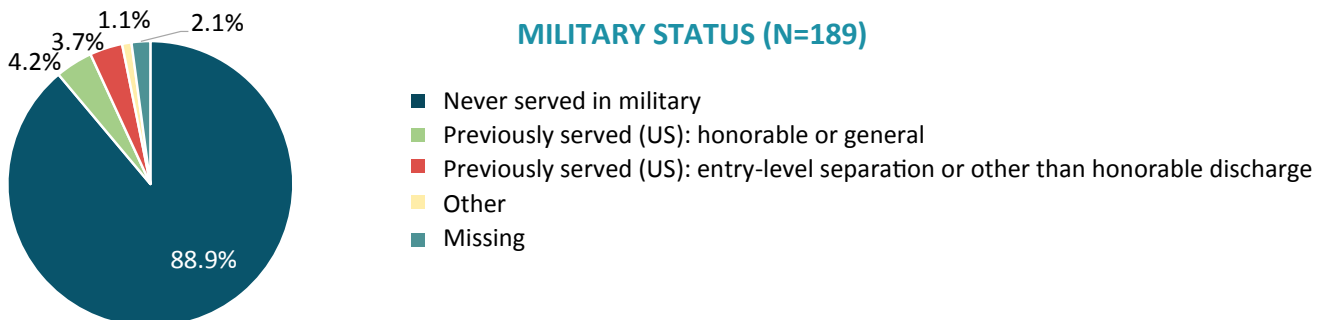 1.1%
2.1%
3.7%
4.2%
88.9%
MILITARY STATUS (N=189)
Never served in military
Previously served (US): honorable or general
Previously served (US): entry-level separation or other than honorable discharge
Other
Missing